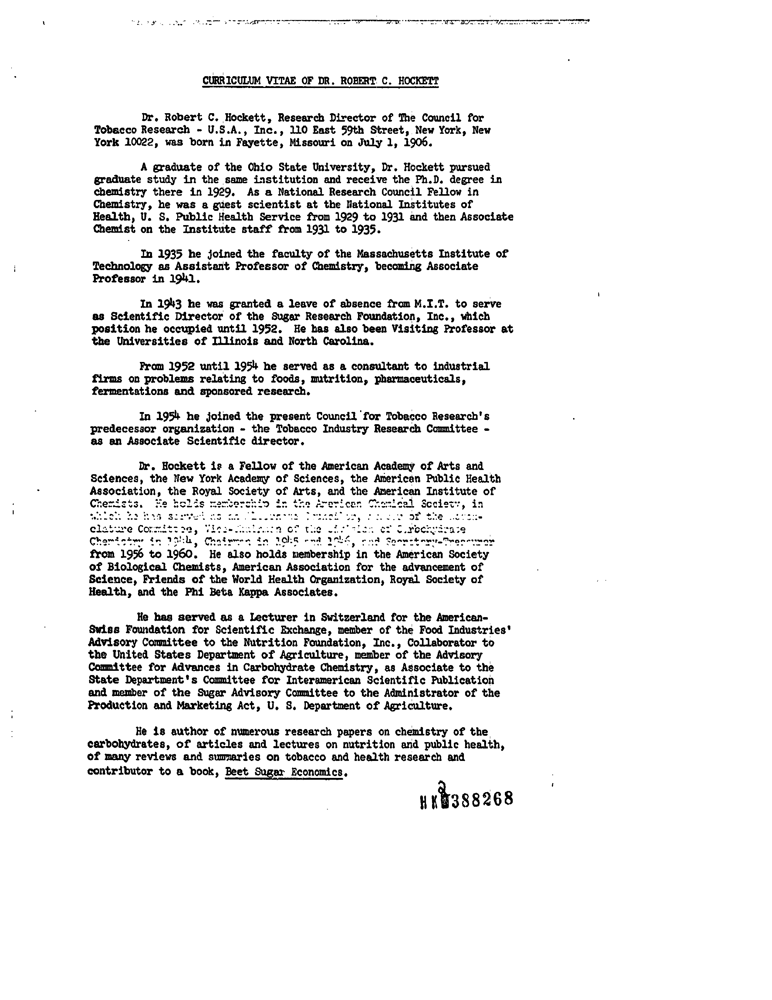 CURRICULUM VITAE OF DR. ROBERT C. HOCKETT
Dr. Robert C. Hockett, Research Director of The Council for
Tobacco Research - U.S.A., Inc., 110 East 59th Street, New York, New
York 10022, was born in Fayette, Missouri on July 1, 1906.
A graduate of the Ohio State University, Dr. Hockett pursued
graduate study in the same institution and receive the Ph.D. degree in
chemistry there in 1929. As a National Research Council Fellow in
Chemistry, he was a guest scientist at the National Institutes of
Health, U. S. Public Health Service from 1929 to 1931 and then Associate
Chemist on the Institute staff from 1931 to 1935.
In 1935 he joined the faculty of the Massachusetts Institute of
Technology as Assistant Professor of Chemistry, becoming Associate
Professor in 1941.
In 1943 he was granted a leave of absence from M.I.T. to serve
as Scientific Director of the Sugar Research Foundation, Inc., which
position he occupied until 1952. He has also been Visiting Professor at
the Universities of Illinois and North Carolina.
From 1952 until 1954 he served as a consultant to industrial
firms on problems relating to foods, nutrition, pharmaceuticals,
fermentations and sponsored research.
In 1954 he joined the present Council for Tobacco Research's
predecessor organization - the Tobacco Industry Research Committee -
as an Associate Scientific director.
Dr. Hockett is a Fellow of the American Academy of Arts and
Sciences, the New York Academy of Sciences, the American Public Health
Association, the Royal Society of Arts, and the American Institute of
Chemists. He holds membership in the American Chemical Society, in
which he has served as an of the
clature Committee, Vice-Chairman of the of Carbohydrate
Chemistry in 1944, Chairman in 1945 and 1946, and Secretary-Treasurer
from 1956 to 1960. He also holds membership in the American Society
of Biological Chemists, American Association for the advancement of
Science, Friends of the World Health Organization, Royal Society of
Health, and the Phi Beta Kappa Associates.
He has served as a Lecturer in Switzerland for the American-
Swiss Foundation for Scientific Exchange, member of the Food Industries'
Advisory Committee to the Nutrition Foundation, Inc., Collaborator to
the United States Department of Agriculture, member of the Advisory
Committee for Advances in Carbohydrate Chemistry, as Associate to the
State Department's Committee for Interamerican Scientific Publication
and member of the Sugar Advisory Committee to the Administrator of the
Production and Marketing Act, U. S. Department of Agriculture.
He is author of numerous research papers on chemistry of the
carbohydrates, of articles and lectures on nutrition and public health,
of many reviews and summaries on tobacco and health research and
contributor to a book, Beet Sugar Economics.
388268